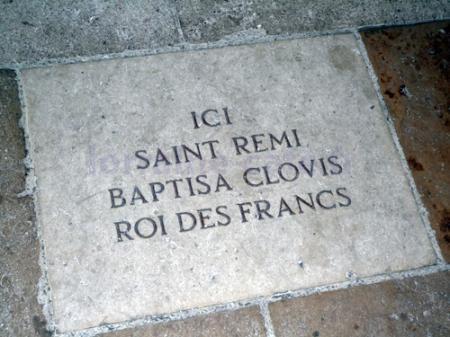 ICI
SAINT REMI
BAPTISA CLOVIS
ROI DES FRANCS